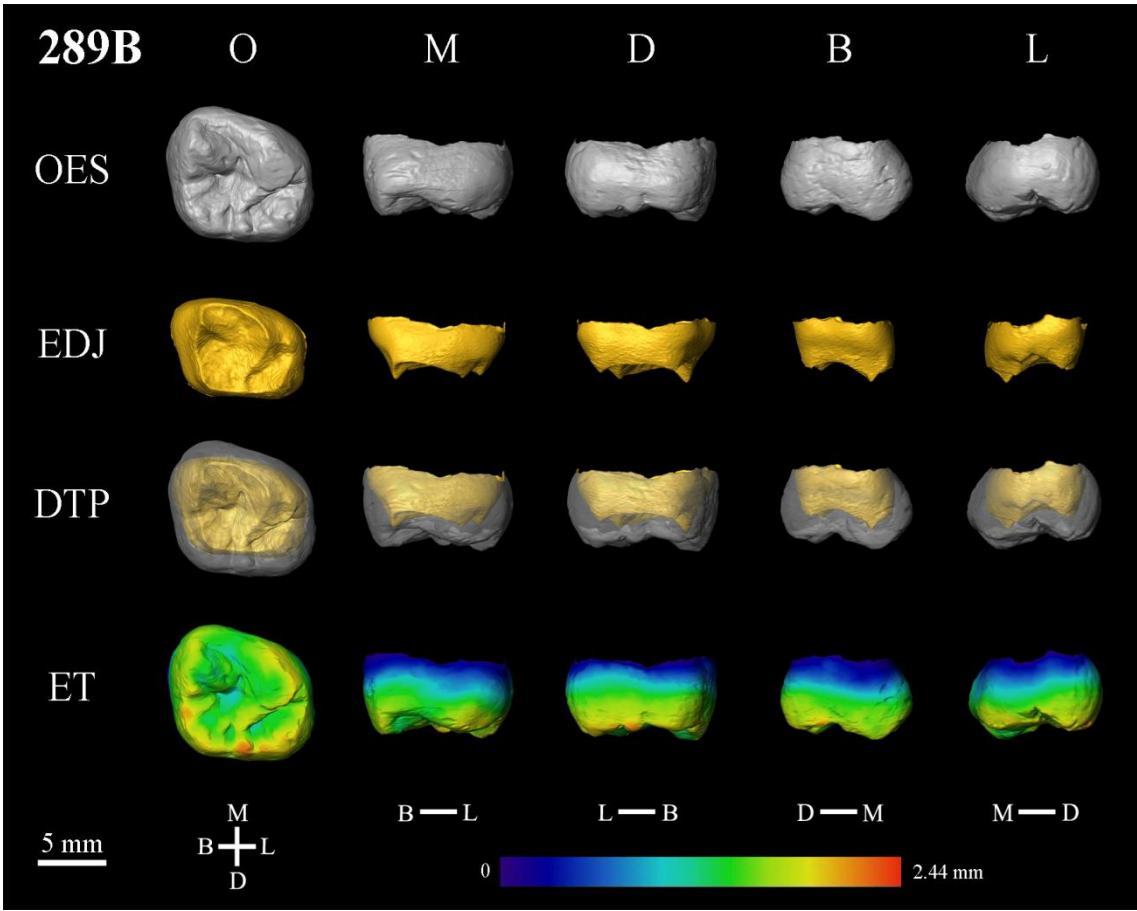 289B O M D B L
OES
EDJ
DTP
ET
M
B L
D
B L
L B
D M
M D
5 mm
0
2.44 mm